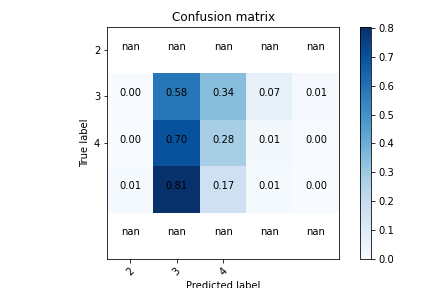 Confusion matrix
2 nan nan nan nan nan
3 0.00 0.58 0.34 0.07 0.01
4 0.00 0.70 0.28 0.01 0.00
0.01 0.81 0.17 0.01 0.00
nan nan nan nan nan
2 3 4
True label
Predicted label
0.8
0.7
0.6
0.5
0.4
0.3
0.2
0.1
0.0